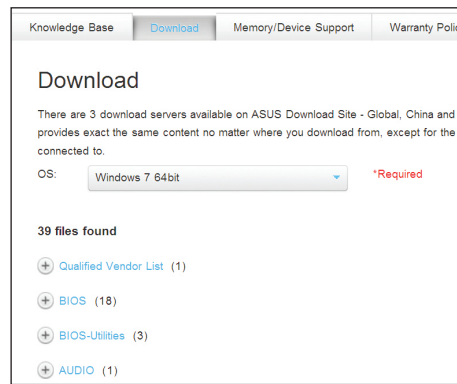 Knowledge Base Download Memory/Device Support Warranty Polic
Download
There are 3 download servers available on ASUS Download Site - Global, China and
provides exact the same content no matter where you download from, except for the
connected to.
OS: Windows 7 64bit *Required
39 files found
Qualified Vendor List (1)
BIOS (18)
BIOS-Utilities (3)
AUDIO (1)